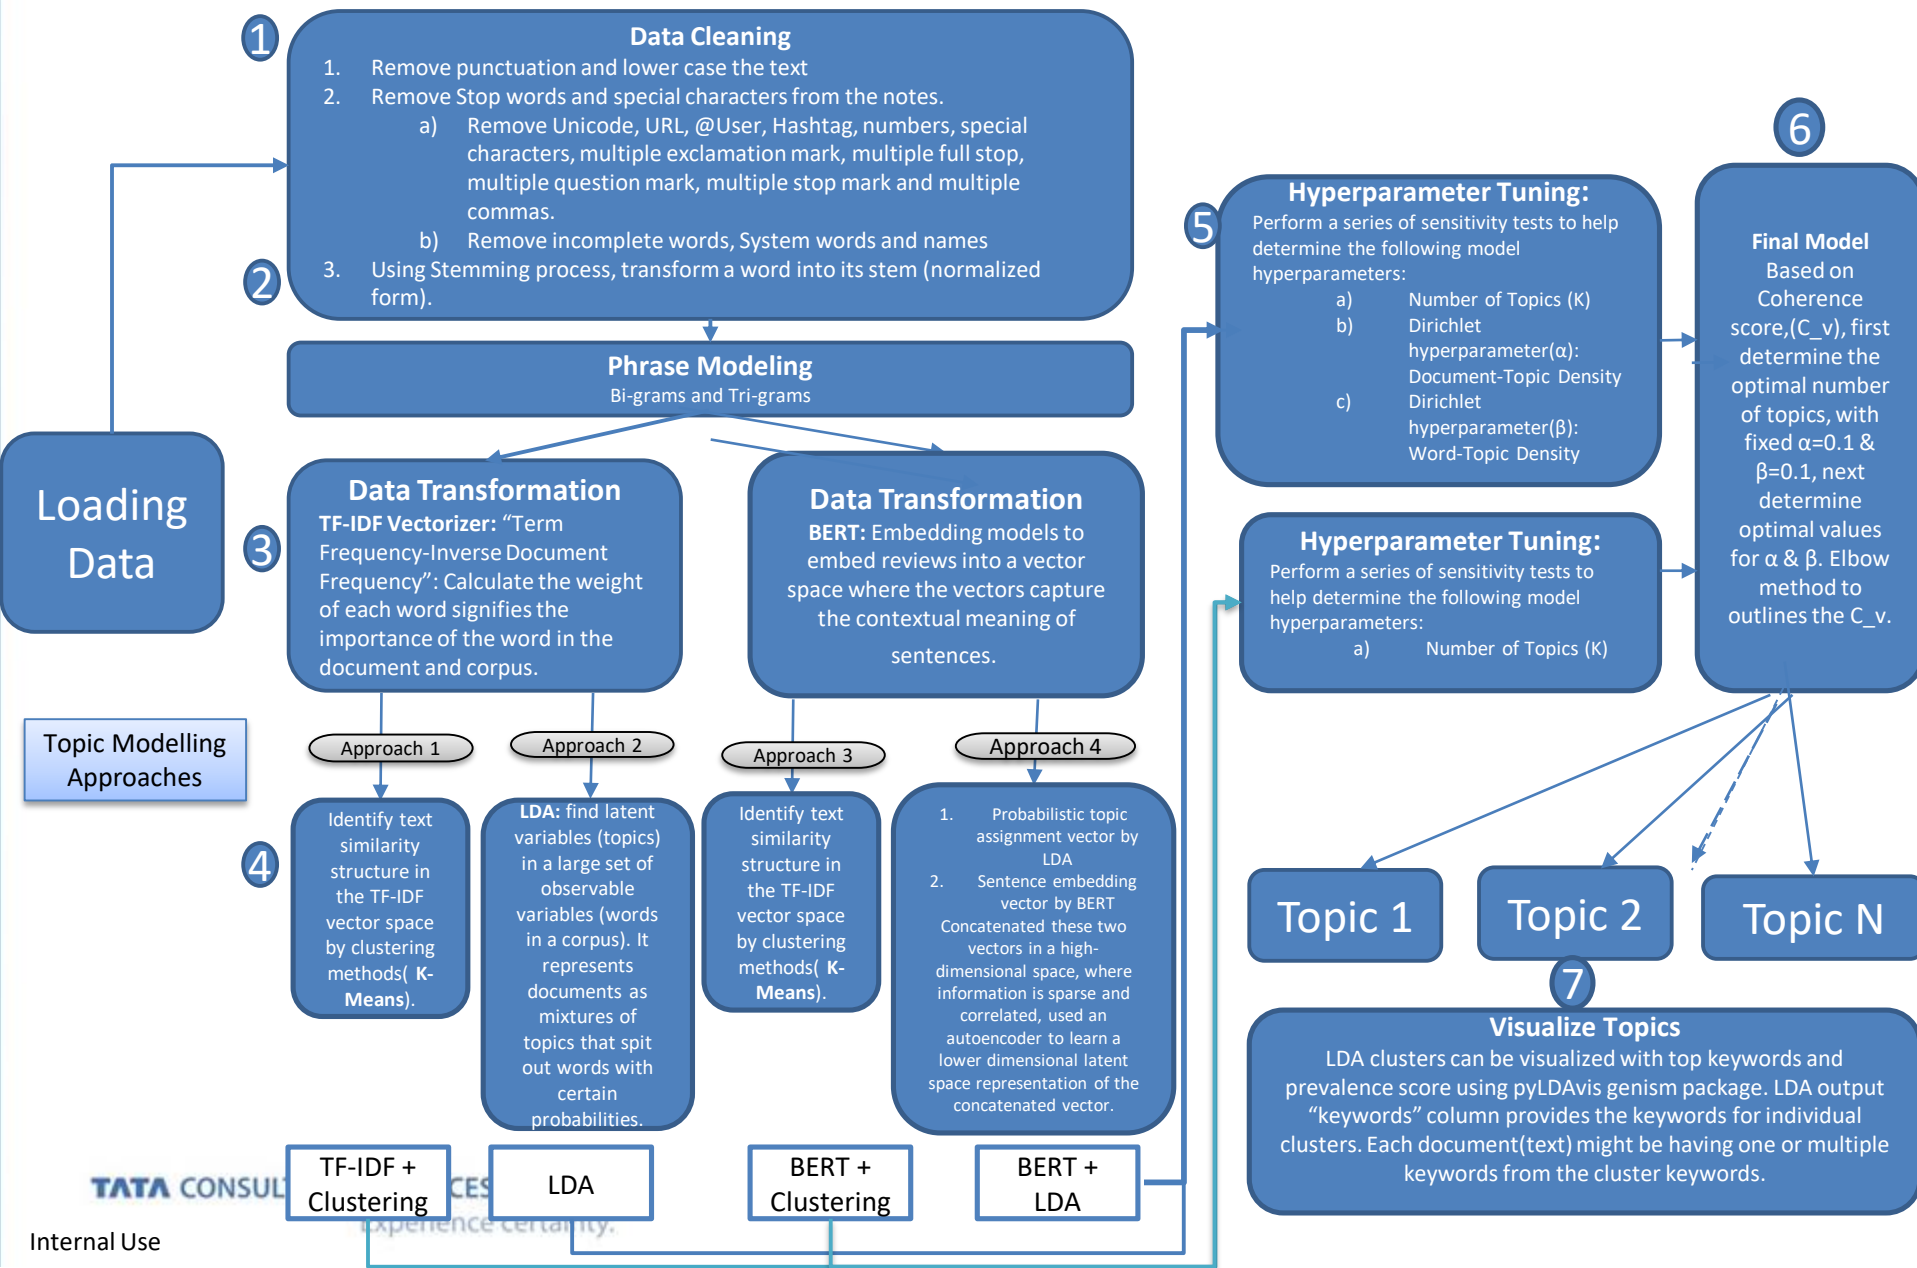 1
Data Cleaning
1. Remove punctuation and lower case the text
2. Remove Stop words and special characters from the notes.
a) Remove Unicode, URL, @User, Hashtag, numbers, special
characters, multiple exclamation mark, multiple full stop,
multiple question mark, multiple stop mark and multiple
commas.
b) Remove incomplete words, System words and names
2
3. Using Stemming process, transform a word into its stem (normalized
form).
Phrase Modeling
Bi-grams and Tri-grams
Loading
Data
3
Data Transformation
TF-IDF Vectorizer: “Term
Frequency-Inverse Document
Frequency”: Calculate the weight
of each word signifies the
importance of the word in the
document and corpus.
Data Transformation
BERT: Embedding models to
embed reviews into a vector
space where the vectors capture
the contextual meaning of
sentences.
Topic Modelling
Approaches
Approach 1
Approach 2
Approach 3
Approach 4
4
Identify text
similarity
structure in
the TF-IDF
vector space
by clustering
methods( K-
Means).
LDA: find latent
variables (topics)
in a large set of
observable
variables (words
in a corpus). It
represents
documents as
mixtures of
topics that spit
out words with
certain
probabilities.
Identify text
similarity
structure in
the TF-IDF
vector space
by clustering
methods( K-
Means).
1. Probabilistic topic
assignment vector by
LDA
2. Sentence embedding
vector by BERT
Concatenated these two
vectors in a high-
dimensional space, where
information is sparse and
correlated, used an
autoencoder to learn a
lower dimensional latent
space representation of the
concatenated vector.
TF-IDF +
Clustering
LDA
BERT +
Clustering
BERT +
LDA
5
Hyperparameter Tuning:
Perform a series of sensitivity tests to help
determine the following model
hyperparameters:
a) Number of Topics (K)
b) Dirichlet
hyperparameter(α):
Document-Topic Density
c) Dirichlet
hyperparameter(β):
Word-Topic Density
Hyperparameter Tuning:
Perform a series of sensitivity tests to
help determine the following model
hyperparameters:
a) Number of Topics (K)
6
Final Model
Based on
Coherence
score,(C_v), first
determine the
optimal number
of topics, with
fixed α=0.1 &
β=0.1, next
determine
optimal values
for α & β. Elbow
method to
outlines the C_v.
Topic 1
Topic 2
Topic N
7
Visualize Topics
LDA clusters can be visualized with top keywords and
prevalence score using pyLDAvis genism package. LDA output
“keywords” column provides the keywords for individual
clusters. Each document(text) might be having one or multiple
keywords from the cluster keywords.
TATA CONSUL CES
Experience certainty.
Internal Use